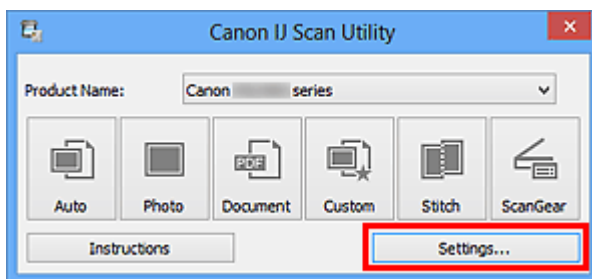 Canon IJ Scan Utility
Product Name: Canon series
PDF
Auto Photo Document Custom Stitch ScanGear
Instructions Settings...